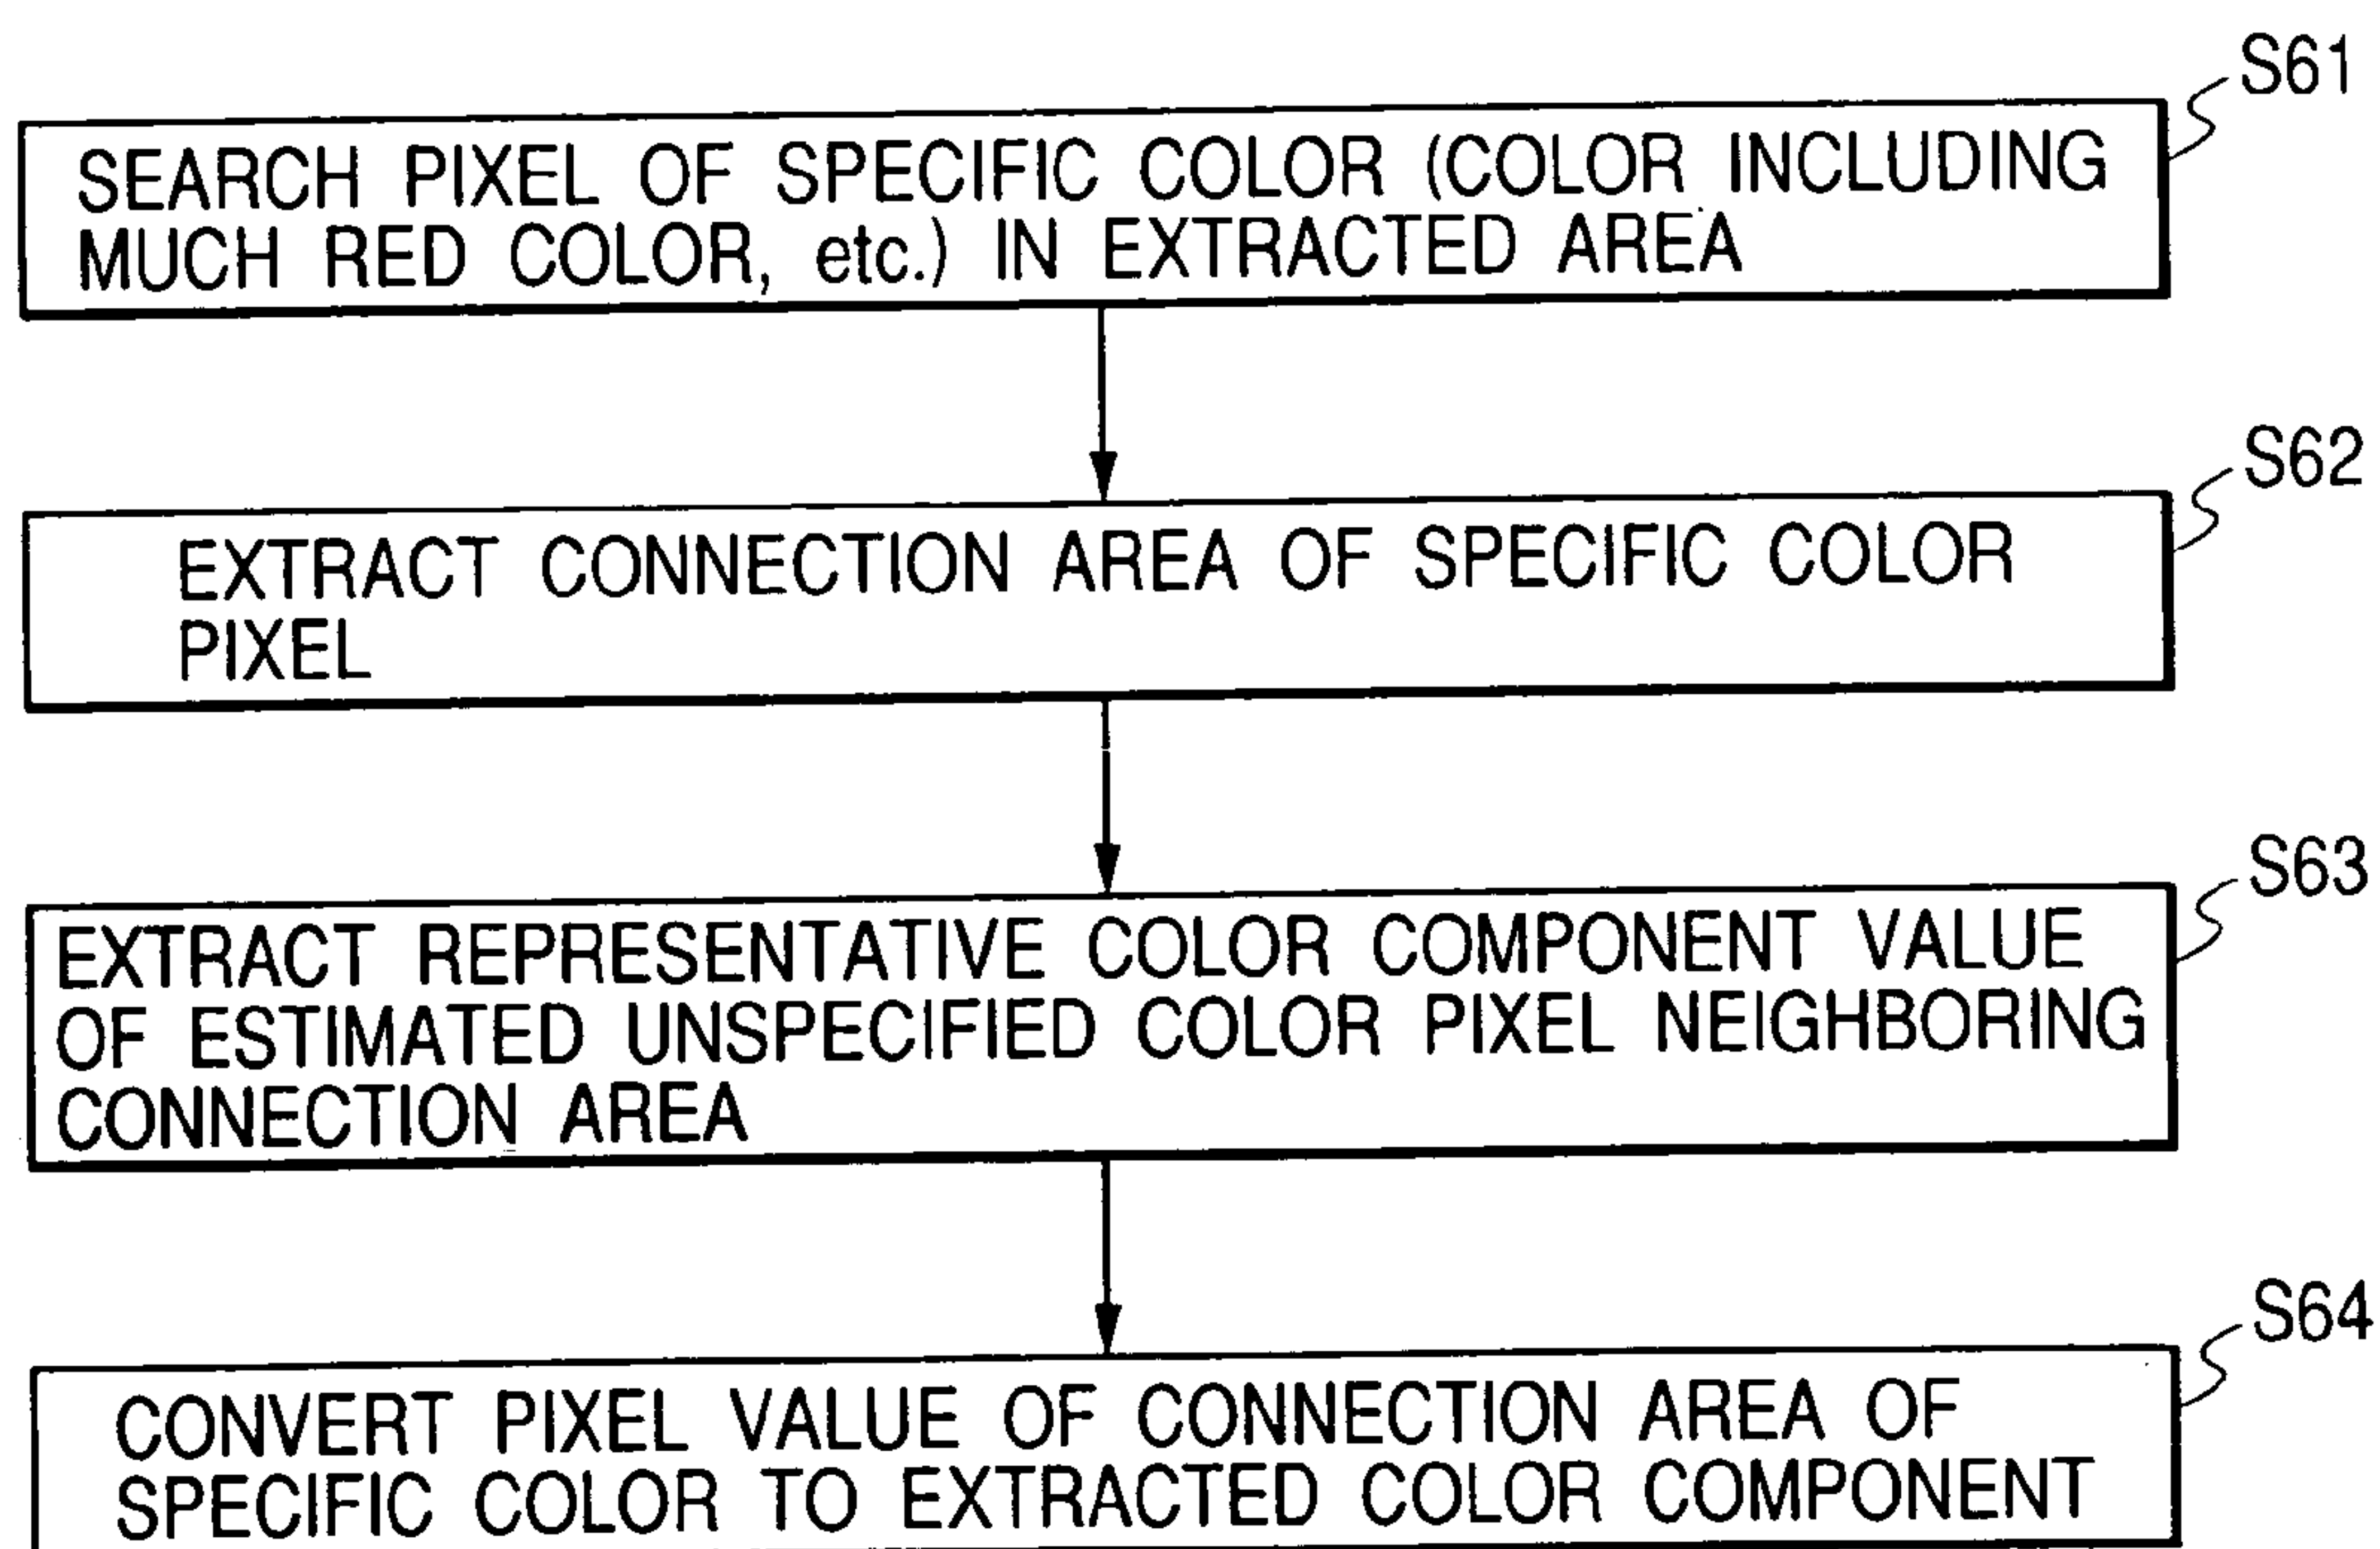 S61
SEARCH PIXEL OF SPECIFIC COLOR (COLOR INCLUDING
MUCH RED COLOR, etc.) IN EXTRACTED AREA
S62
EXTRACT CONNECTION AREA OF SPECIFIC COLOR
PIXEL
S63
EXTRACT REPRESENTATIVE COLOR COMPONENT VALUE
OF ESTIMATED UNSPECIFIED COLOR PIXEL NEIGHBORING
CONNECTION AREA
S64
CONVERT PIXEL VALUE OF CONNECTION AREA OF
SPECIFIC COLOR TO EXTRACTED COLOR COMPONENT